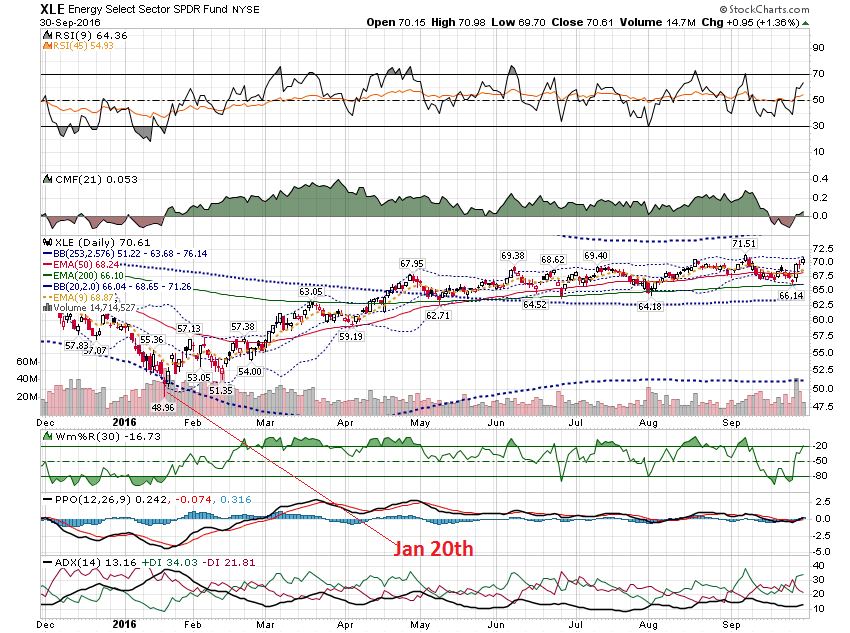 XLE Energy Select Sector SPDR Fund NYSE
© StockCharts.com
30-Sep-2016
Open 70.15 High 70.98 Low 69.70 Close 70.61 Volume 14.7M Chg +0.95 (+1.36%)
RSI(9) 64.36
RSI(45) 54.93
90
70
50
30
10
CMF(21) 0.053
0.4
0.2
0.0
XLE (Daily) 70.61
BB(253,2.576) 51.22 - 63.68 - 76.14
EMA(50) 68.24
EMA(200) 66.10
BB(20,2.0) 66.04 - 68.65 - 71.26
EMA(9) 68.87
Volume 14,714,527
57.83
57.07
55.36
48.96
57.13
53.05
51.35
57.38
54.00
63.05
59.19
67.95
62.71
69.38
64.52
68.62
69.40
64.18
71.51
66.14
72.5
70.0
67.5
65.0
62.5
60.0
57.5
55.0
52.5
50.0
47.5
60M
40M
20M
Dec 2016 Feb Mar Apr May Jun Jul Aug Sep
Wm%R(30) -16.73
-20
-50
-80
PPO(12,26,9) 0.242, -0.074, 0.316
2.5
0.0
-2.5
-5.0
Jan 20th
ADX(14) 13.16 +DI 34.03 -DI 21.81
40
30
20
10
Dec 2016 Feb Mar Apr May Jun Jul Aug Sep